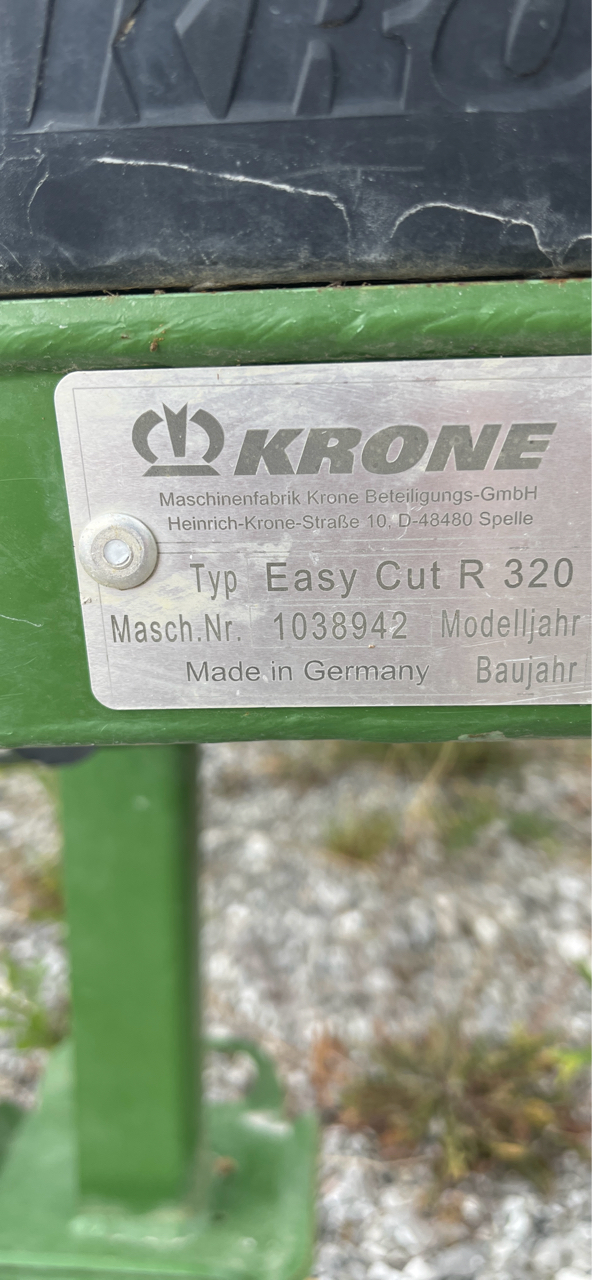 KRO
KRONE
Maschinenfabrik Krone Beteiligungs-GmbH
Heinrich-Krone-Straße 10, D-48480 Spelle
Typ Easy Cut R 320
Masch.Nr. 1038942 Modelljahr
Made in Germany Baujahr